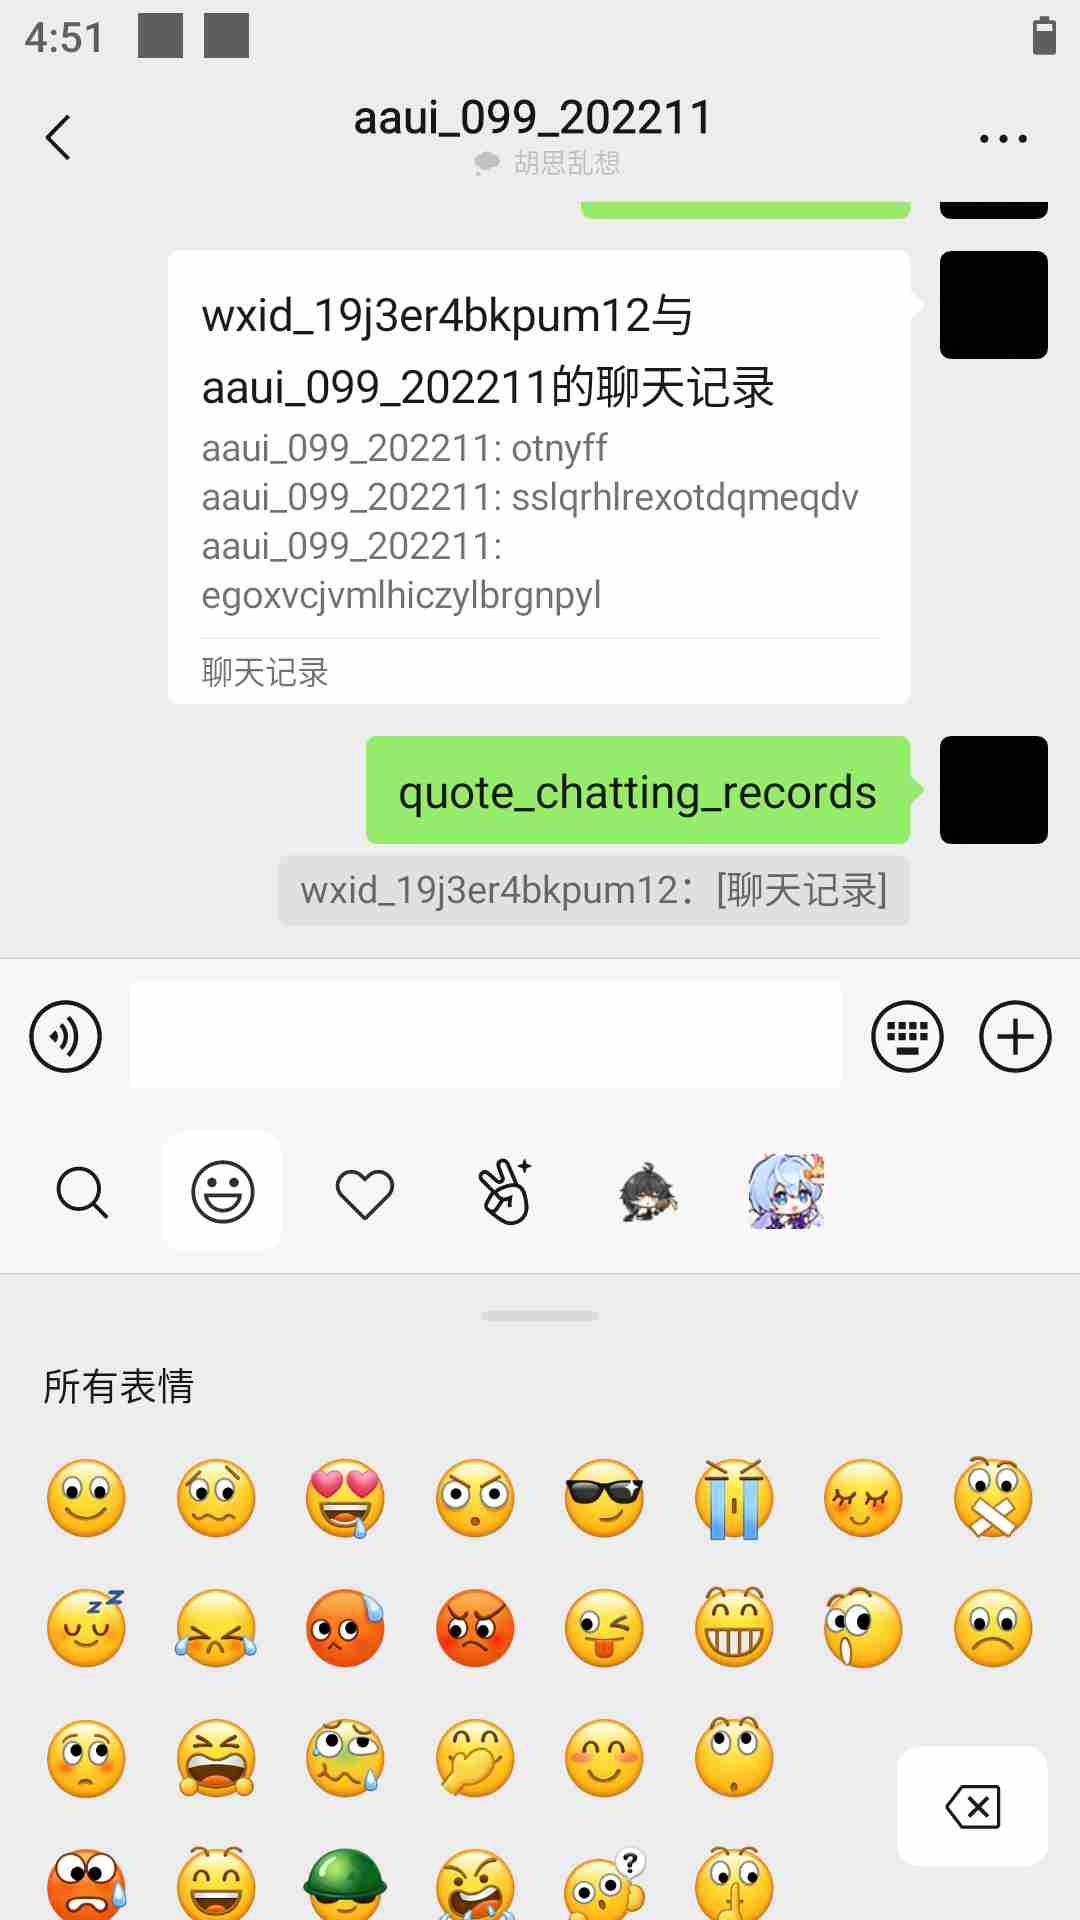 4:51
aaui_099_202211
胡思乱想
wxid_19j3er4bkpum12与
aaui_099_202211的聊天记录
aaui_099_202211: otnyff
aaui_099_202211: sslqrhlrexotdqmeqdv
aaui_099_202211:
egoxvcjvmlhiczylbrgnpyl
聊天记录
quote_chatting_records
wxid_19j3er4bkpum12：[聊天记录]
所有表情